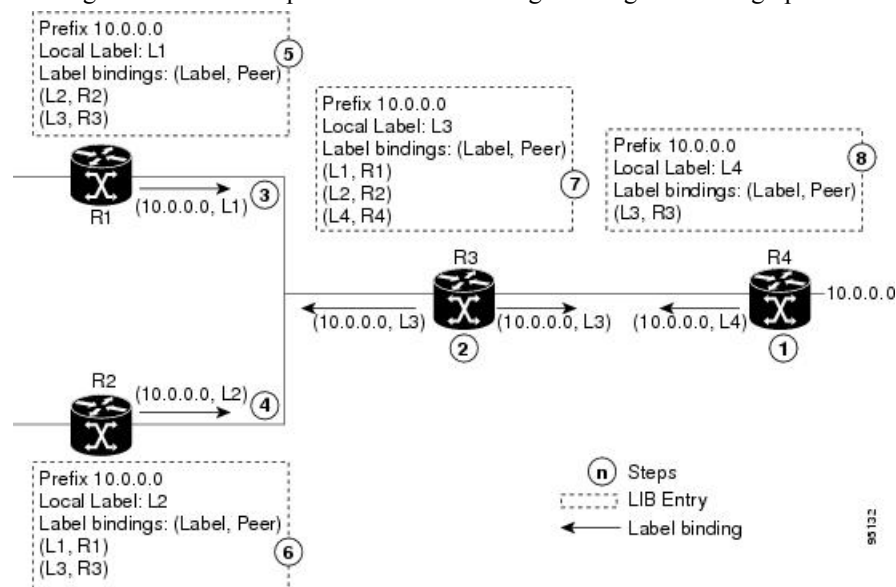 Prefix 10.0.0.0
Local Label: L1
Label bindings: (Label, Peer)
(L2, R2)
(L3, R3)
5
Prefix 10.0.0.0
Local Label: L3
Label bindings: (Label, Peer)
(L1, R1)
(L2, R2)
(L4, R4)
7
Prefix 10.0.0.0
Local Label: L4
Label bindings: (Label, Peer)
(L3, R3)
8
R1
(10.0.0.0, L1)
3
R3
(10.0.0.0, L3)
(10.0.0.0, L3)
2
R4
(10.0.0.0, L4)
10.0.0.0
1
R2
(10.0.0.0, L2)
4
Prefix 10.0.0.0
Local Label: L2
Label bindings: (Label, Peer)
(L1, R1)
(L3, R3)
6
n Steps
LIB Entry
Label binding
95132